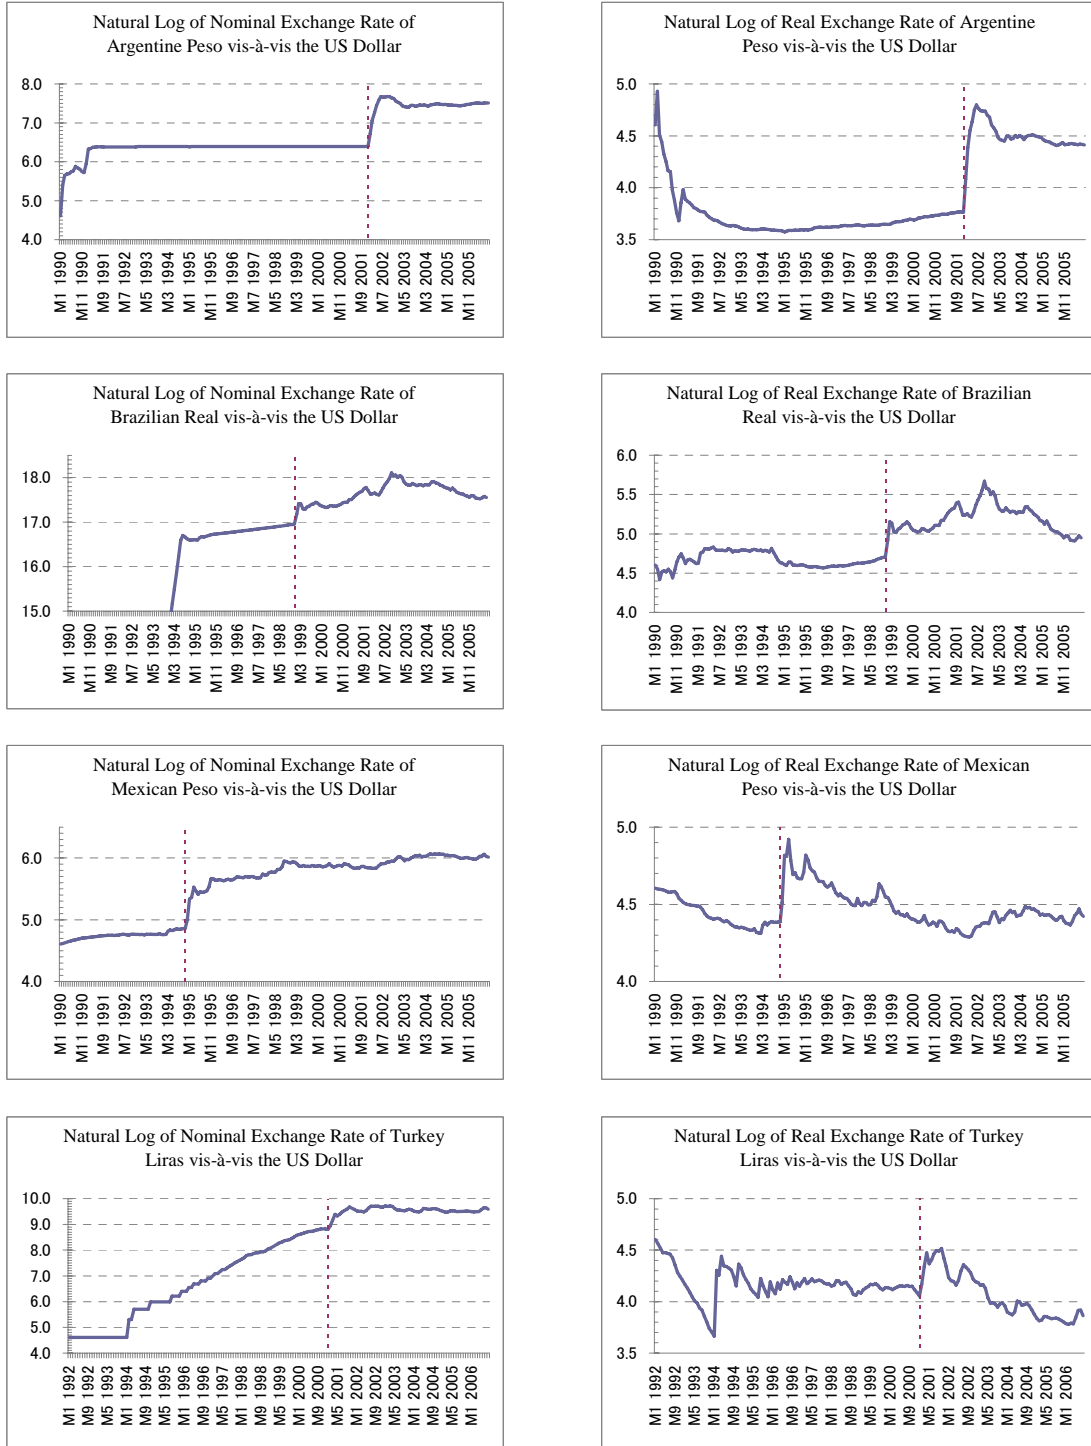 Natural Log of Nominal Exchange Rate of
Argentine Peso vis-à-vis the US Dollar
8.0
7.0
6.0
5.0
4.0
M1 1990
M11 1990
M9 1991
M7 1992
M5 1993
M3 1994
M1 1995
M11 1995
M9 1996
M7 1997
M5 1998
M3 1999
M1 2000
M11 2000
M9 2001
M7 2002
M5 2003
M3 2004
M1 2005
M11 2005
Natural Log of Real Exchange Rate of Argentine
Peso vis-à-vis the US Dollar
5.0
4.5
4.0
3.5
M1 1990
M11 1990
M9 1991
M7 1992
M5 1993
M3 1994
M1 1995
M11 1995
M9 1996
M7 1997
M5 1998
M3 1999
M1 2000
M11 2000
M9 2001
M7 2002
M5 2003
M3 2004
M1 2005
M11 2005
Natural Log of Nominal Exchange Rate of
Brazilian Real vis-à-vis the US Dollar
18.0
17.0
16.0
15.0
M1 1990
M11 1990
M9 1991
M7 1992
M5 1993
M3 1994
M1 1995
M11 1995
M9 1996
M7 1997
M5 1998
M3 1999
M1 2000
M11 2000
M9 2001
M7 2002
M5 2003
M3 2004
M1 2005
M11 2005
Natural Log of Real Exchange Rate of Brazilian
Real vis-à-vis the US Dollar
6.0
5.5
5.0
4.5
4.0
M1 1990
M11 1990
M9 1991
M7 1992
M5 1993
M3 1994
M1 1995
M11 1995
M9 1996
M7 1997
M5 1998
M3 1999
M1 2000
M11 2000
M9 2001
M7 2002
M5 2003
M3 2004
M1 2005
M11 2005
Natural Log of Nominal Exchange Rate of
Mexican Peso vis-à-vis the US Dollar
6.0
5.0
4.0
M1 1990
M11 1990
M9 1991
M7 1992
M5 1993
M3 1994
M1 1995
M11 1995
M9 1996
M7 1997
M5 1998
M3 1999
M1 2000
M11 2000
M9 2001
M7 2002
M5 2003
M3 2004
M1 2005
M11 2005
Natural Log of Real Exchange Rate of Mexican
Peso vis-à-vis the US Dollar
5.0
4.5
4.0
M1 1990
M11 1990
M9 1991
M7 1992
M5 1993
M3 1994
M1 1995
M11 1995
M9 1996
M7 1997
M5 1998
M3 1999
M1 2000
M11 2000
M9 2001
M7 2002
M5 2003
M3 2004
M1 2005
M11 2005
Natural Log of Nominal Exchange Rate of Turkey
Liras vis-à-vis the US Dollar
10.0
9.0
8.0
7.0
6.0
5.0
4.0
M1 1992
M9 1992
M5 1993
M1 1994
M9 1994
M5 1995
M1 1996
M9 1996
M5 1997
M1 1998
M9 1998
M5 1999
M1 2000
M9 2000
M5 2001
M1 2002
M9 2002
M5 2003
M1 2004
M9 2004
M5 2005
M1 2006
Natural Log of Real Exchange Rate of Turkey
Liras vis-à-vis the US Dollar
5.0
4.5
4.0
3.5
M1 1992
M9 1992
M5 1993
M1 1994
M9 1994
M5 1995
M1 1996
M9 1996
M5 1997
M1 1998
M9 1998
M5 1999
M1 2000
M9 2000
M5 2001
M1 2002
M9 2002
M5 2003
M1 2004
M9 2004
M5 2005
M1 2006